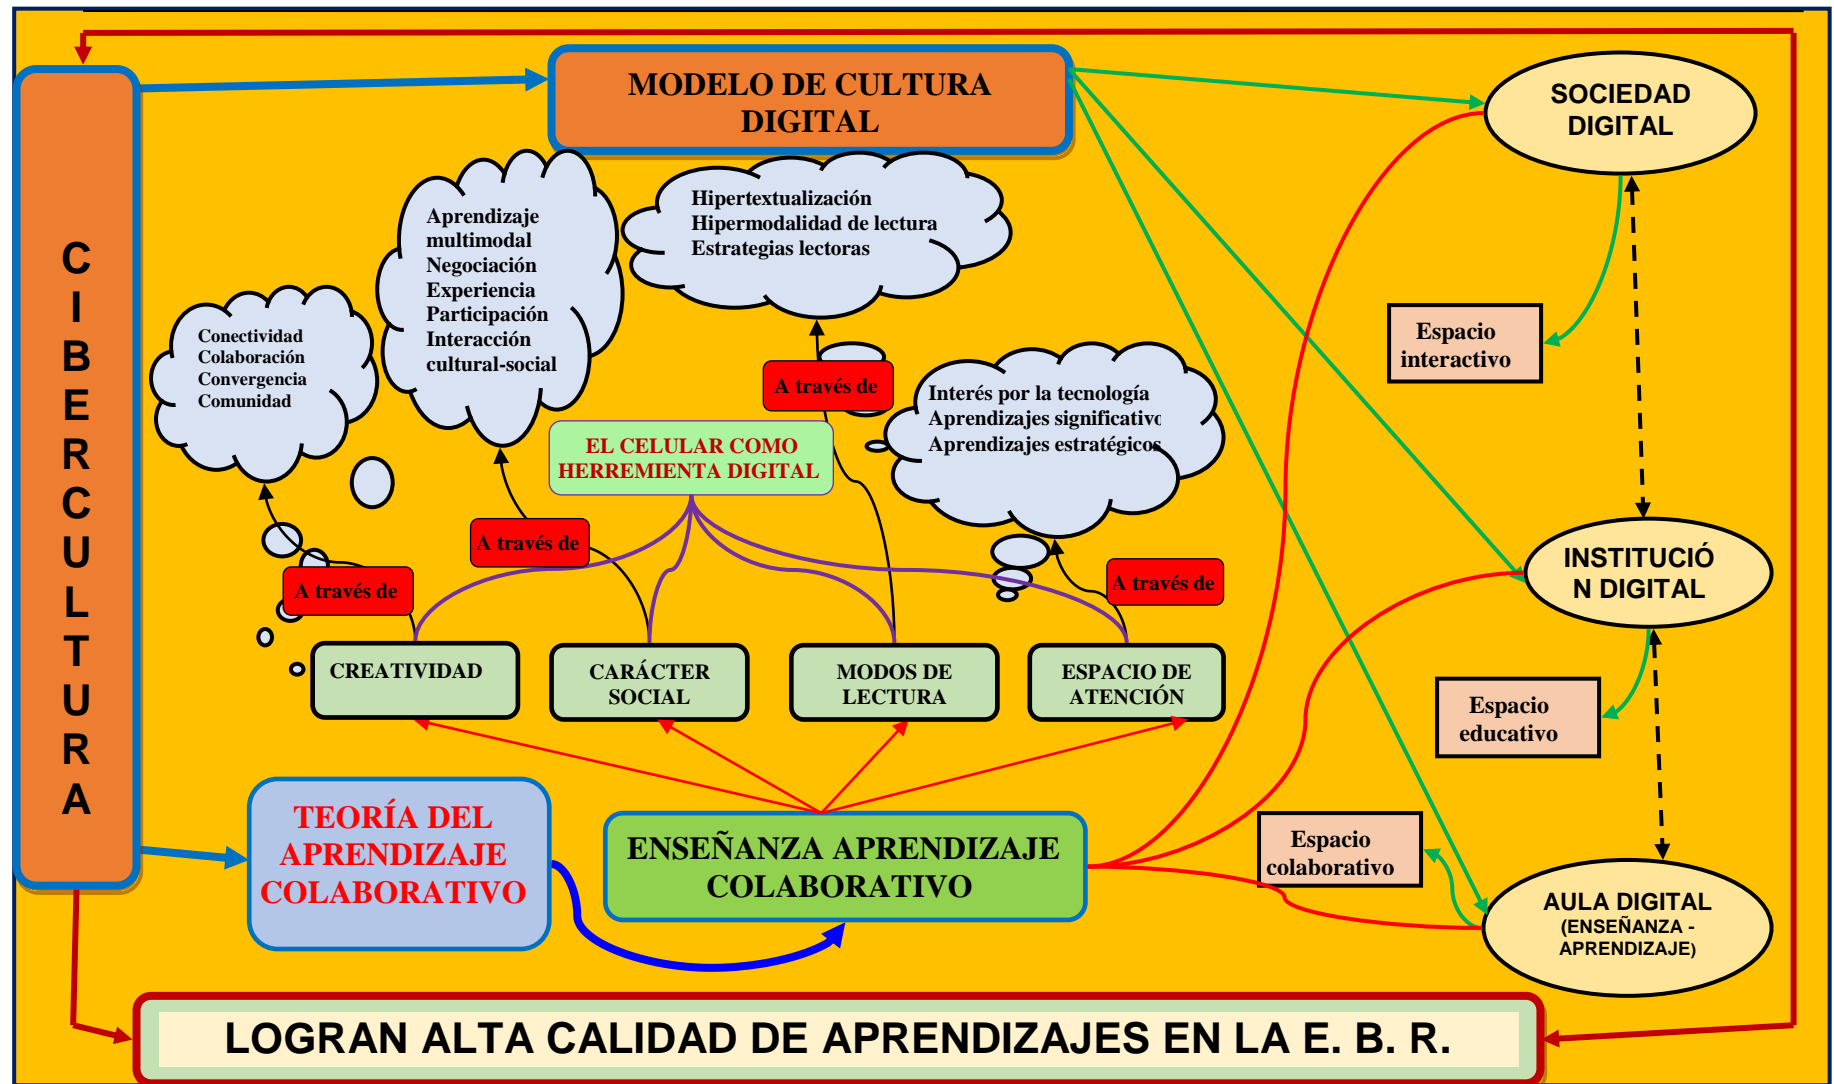 CIBERCULTURA
MODELO DE CULTURA
DIGITAL
SOCIEDAD
DIGITAL
Hipertextualización
Hipermodalidad de lectura
Estrategias lectoras
Aprendizaje
multimodal
Negociación
Experiencia
Participación
Interacción
cultural-social
Conectividad
Colaboración
Convergencia
Comunidad
Espacio
interactivo
A través de
Interés por la tecnología
Aprendizajes significativo
Aprendizajes estratégicos
EL CELULAR COMO
HERREMIENTA DIGITAL
A través de
A través de
A través de
INSTITUCIÓ
N DIGITAL
CREATIVIDAD
CARÁCTER
SOCIAL
MODOS DE
LECTURA
ESPACIO DE
ATENCIÓN
Espacio
educativo
TEORÍA DEL
APRENDIZAJE
COLABORATIVO
ENSEÑANZA APRENDIZAJE
COLABORATIVO
Espacio
colaborativo
AULA DIGITAL
(ENSEÑANZA -
APRENDIZAJE)
LOGRAN ALTA CALIDAD DE APRENDIZAJES EN LA E. B. R.